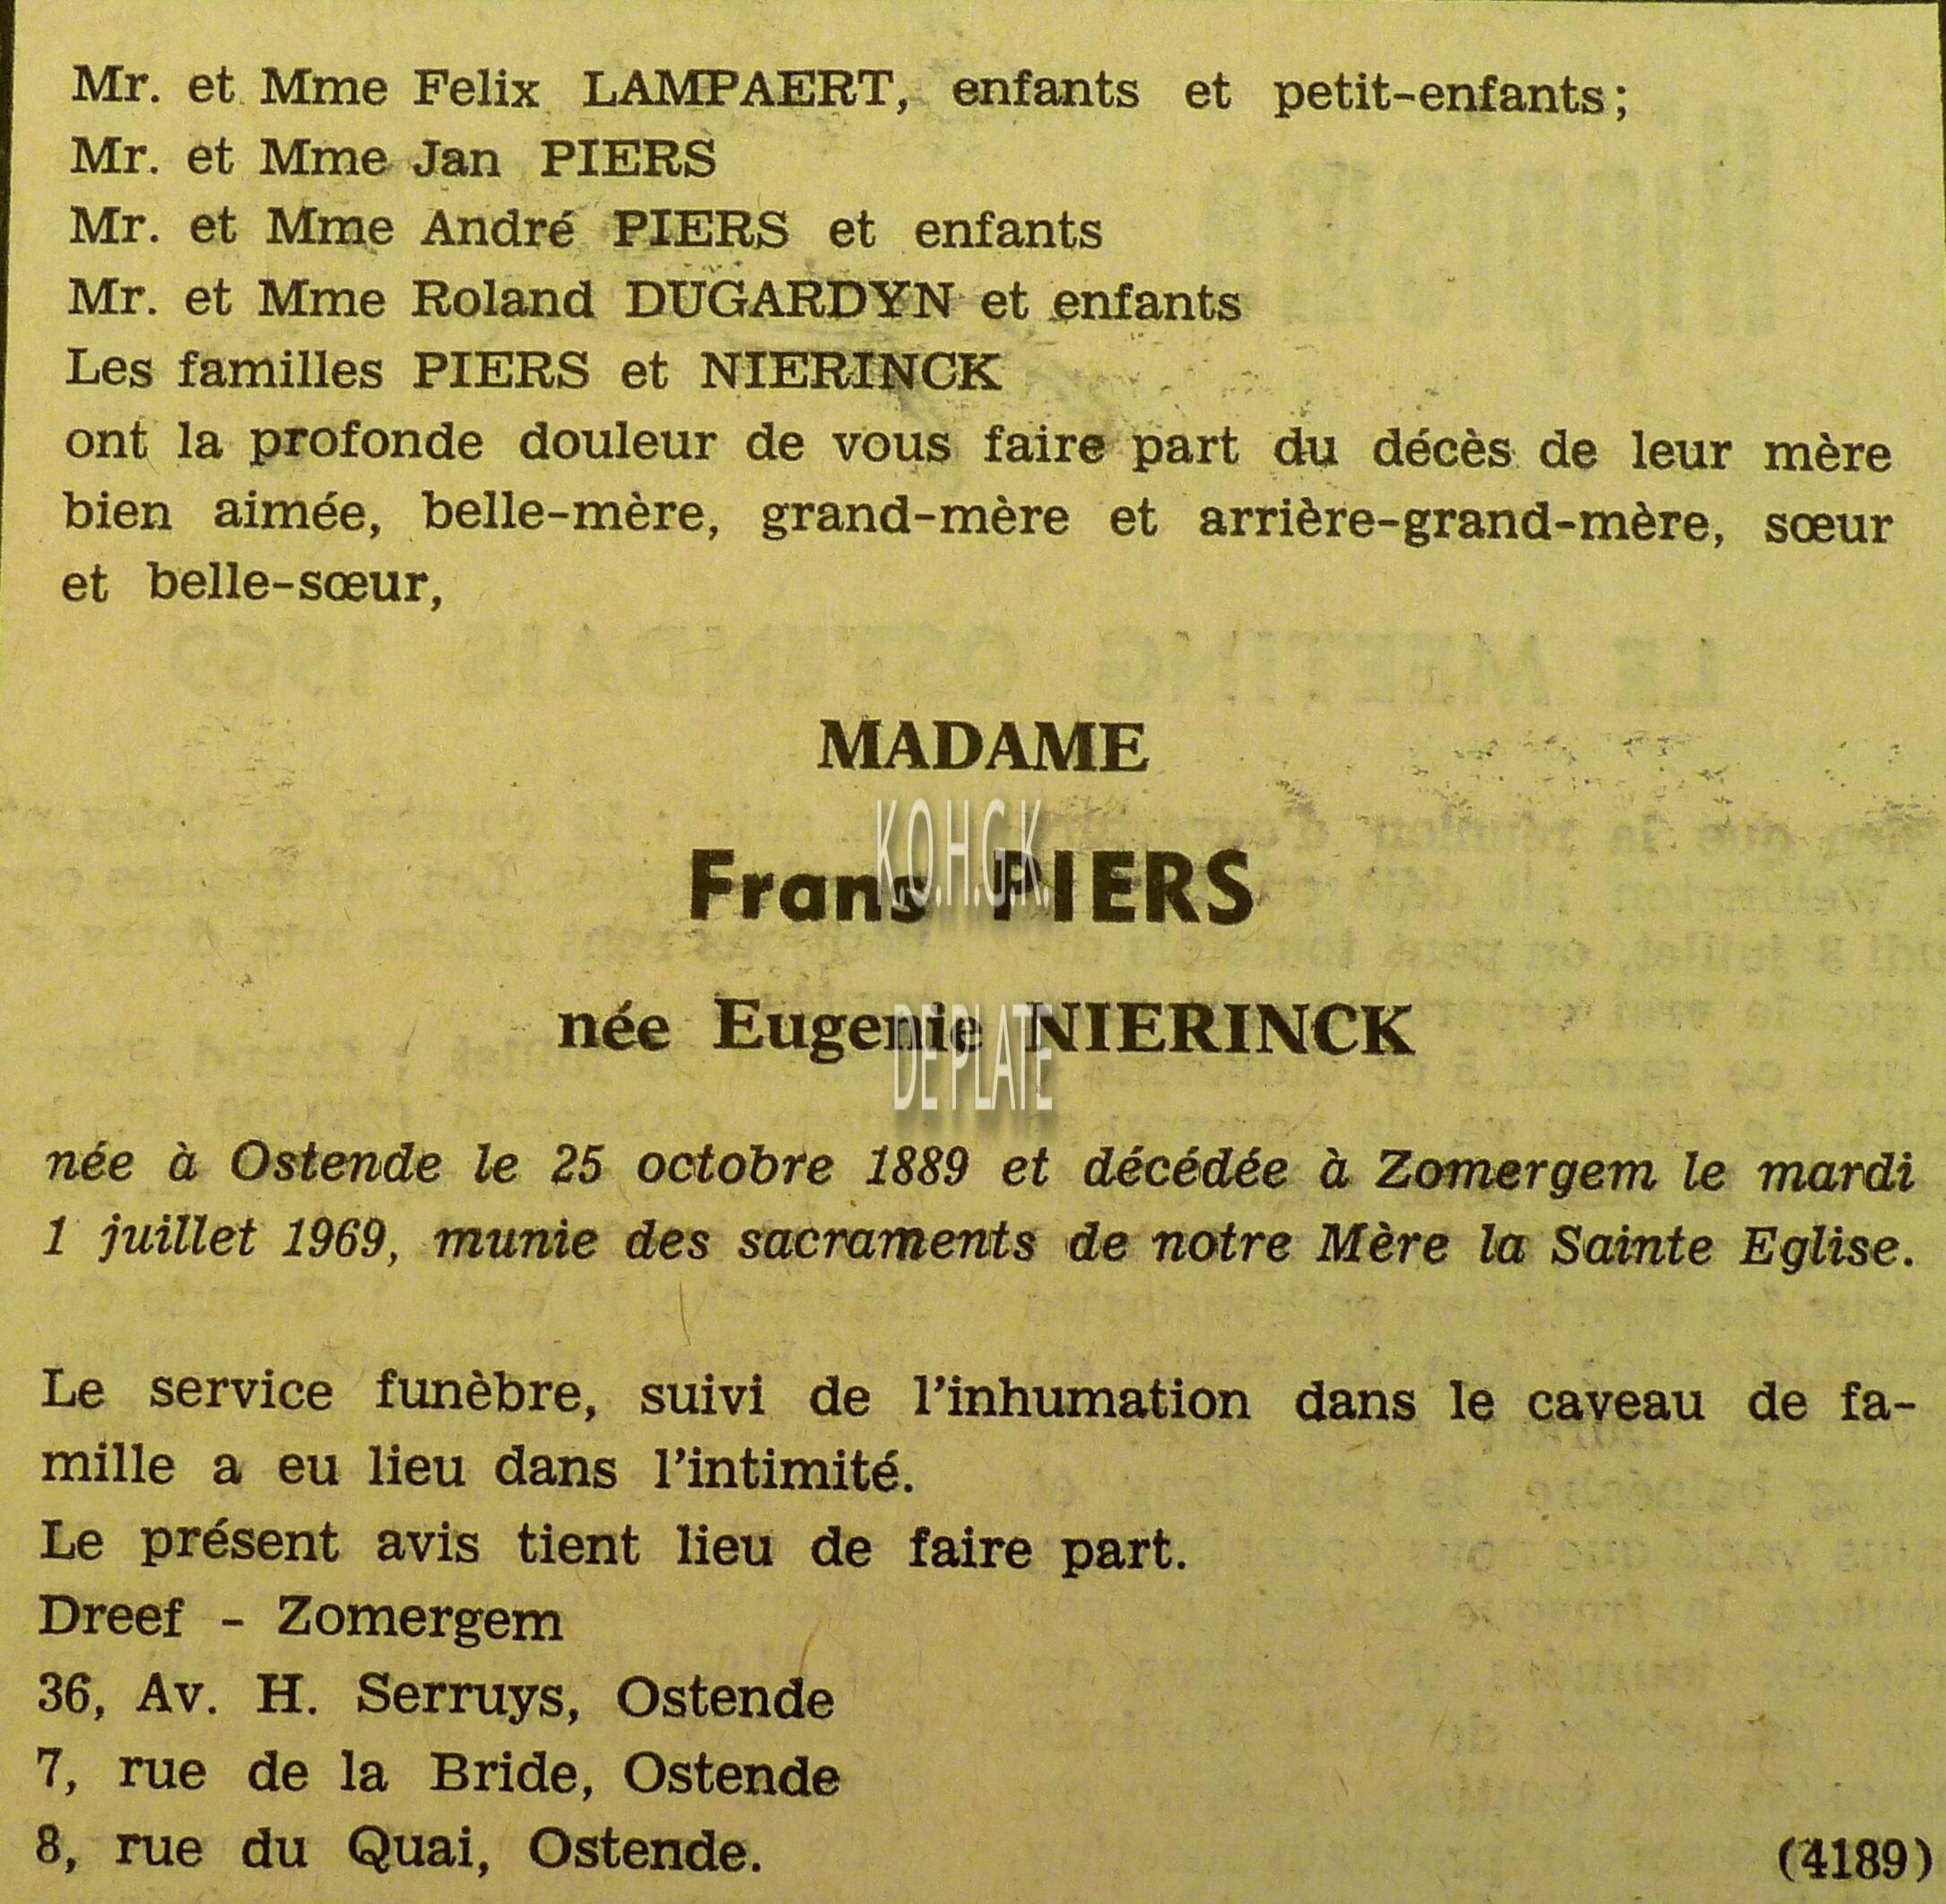 Mr. et Mme Felix LAMPAERT, enfants et petit-enfants;
Mr. et Mme Jan PIERS
Mr. et Mme André PIERS et enfants
Mr. et Mme Roland DUGARDYN et enfants
Les familles PIERS et NIERINCK
ont la profonde douleur de vous faire part du décès de leur mère
bien aimée, belle-mère, grand-mère et arrière-grand-mère, sœur
et belle-sœur,
MADAME
K.O.H.G.K.
Frans PIERS
née Eugenie NIERINCK
DE PLATE
née à Ostende le 25 octobre 1889 et décédée à Zomergem le mardi
1 juillet 1969, munie des sacraments de notre Mère la Sainte Eglise.
Le service funèbre, suivi de l'inhumation dans le caveau de fa-
mille a eu lieu dans l'intimité.
Le présent avis tient lieu de faire part.
Dreef - Zomergem
36, Av. H. Serruys, Ostende
7, rue de la Bride, Ostende
8, rue du Quai, Ostende.
(4189)